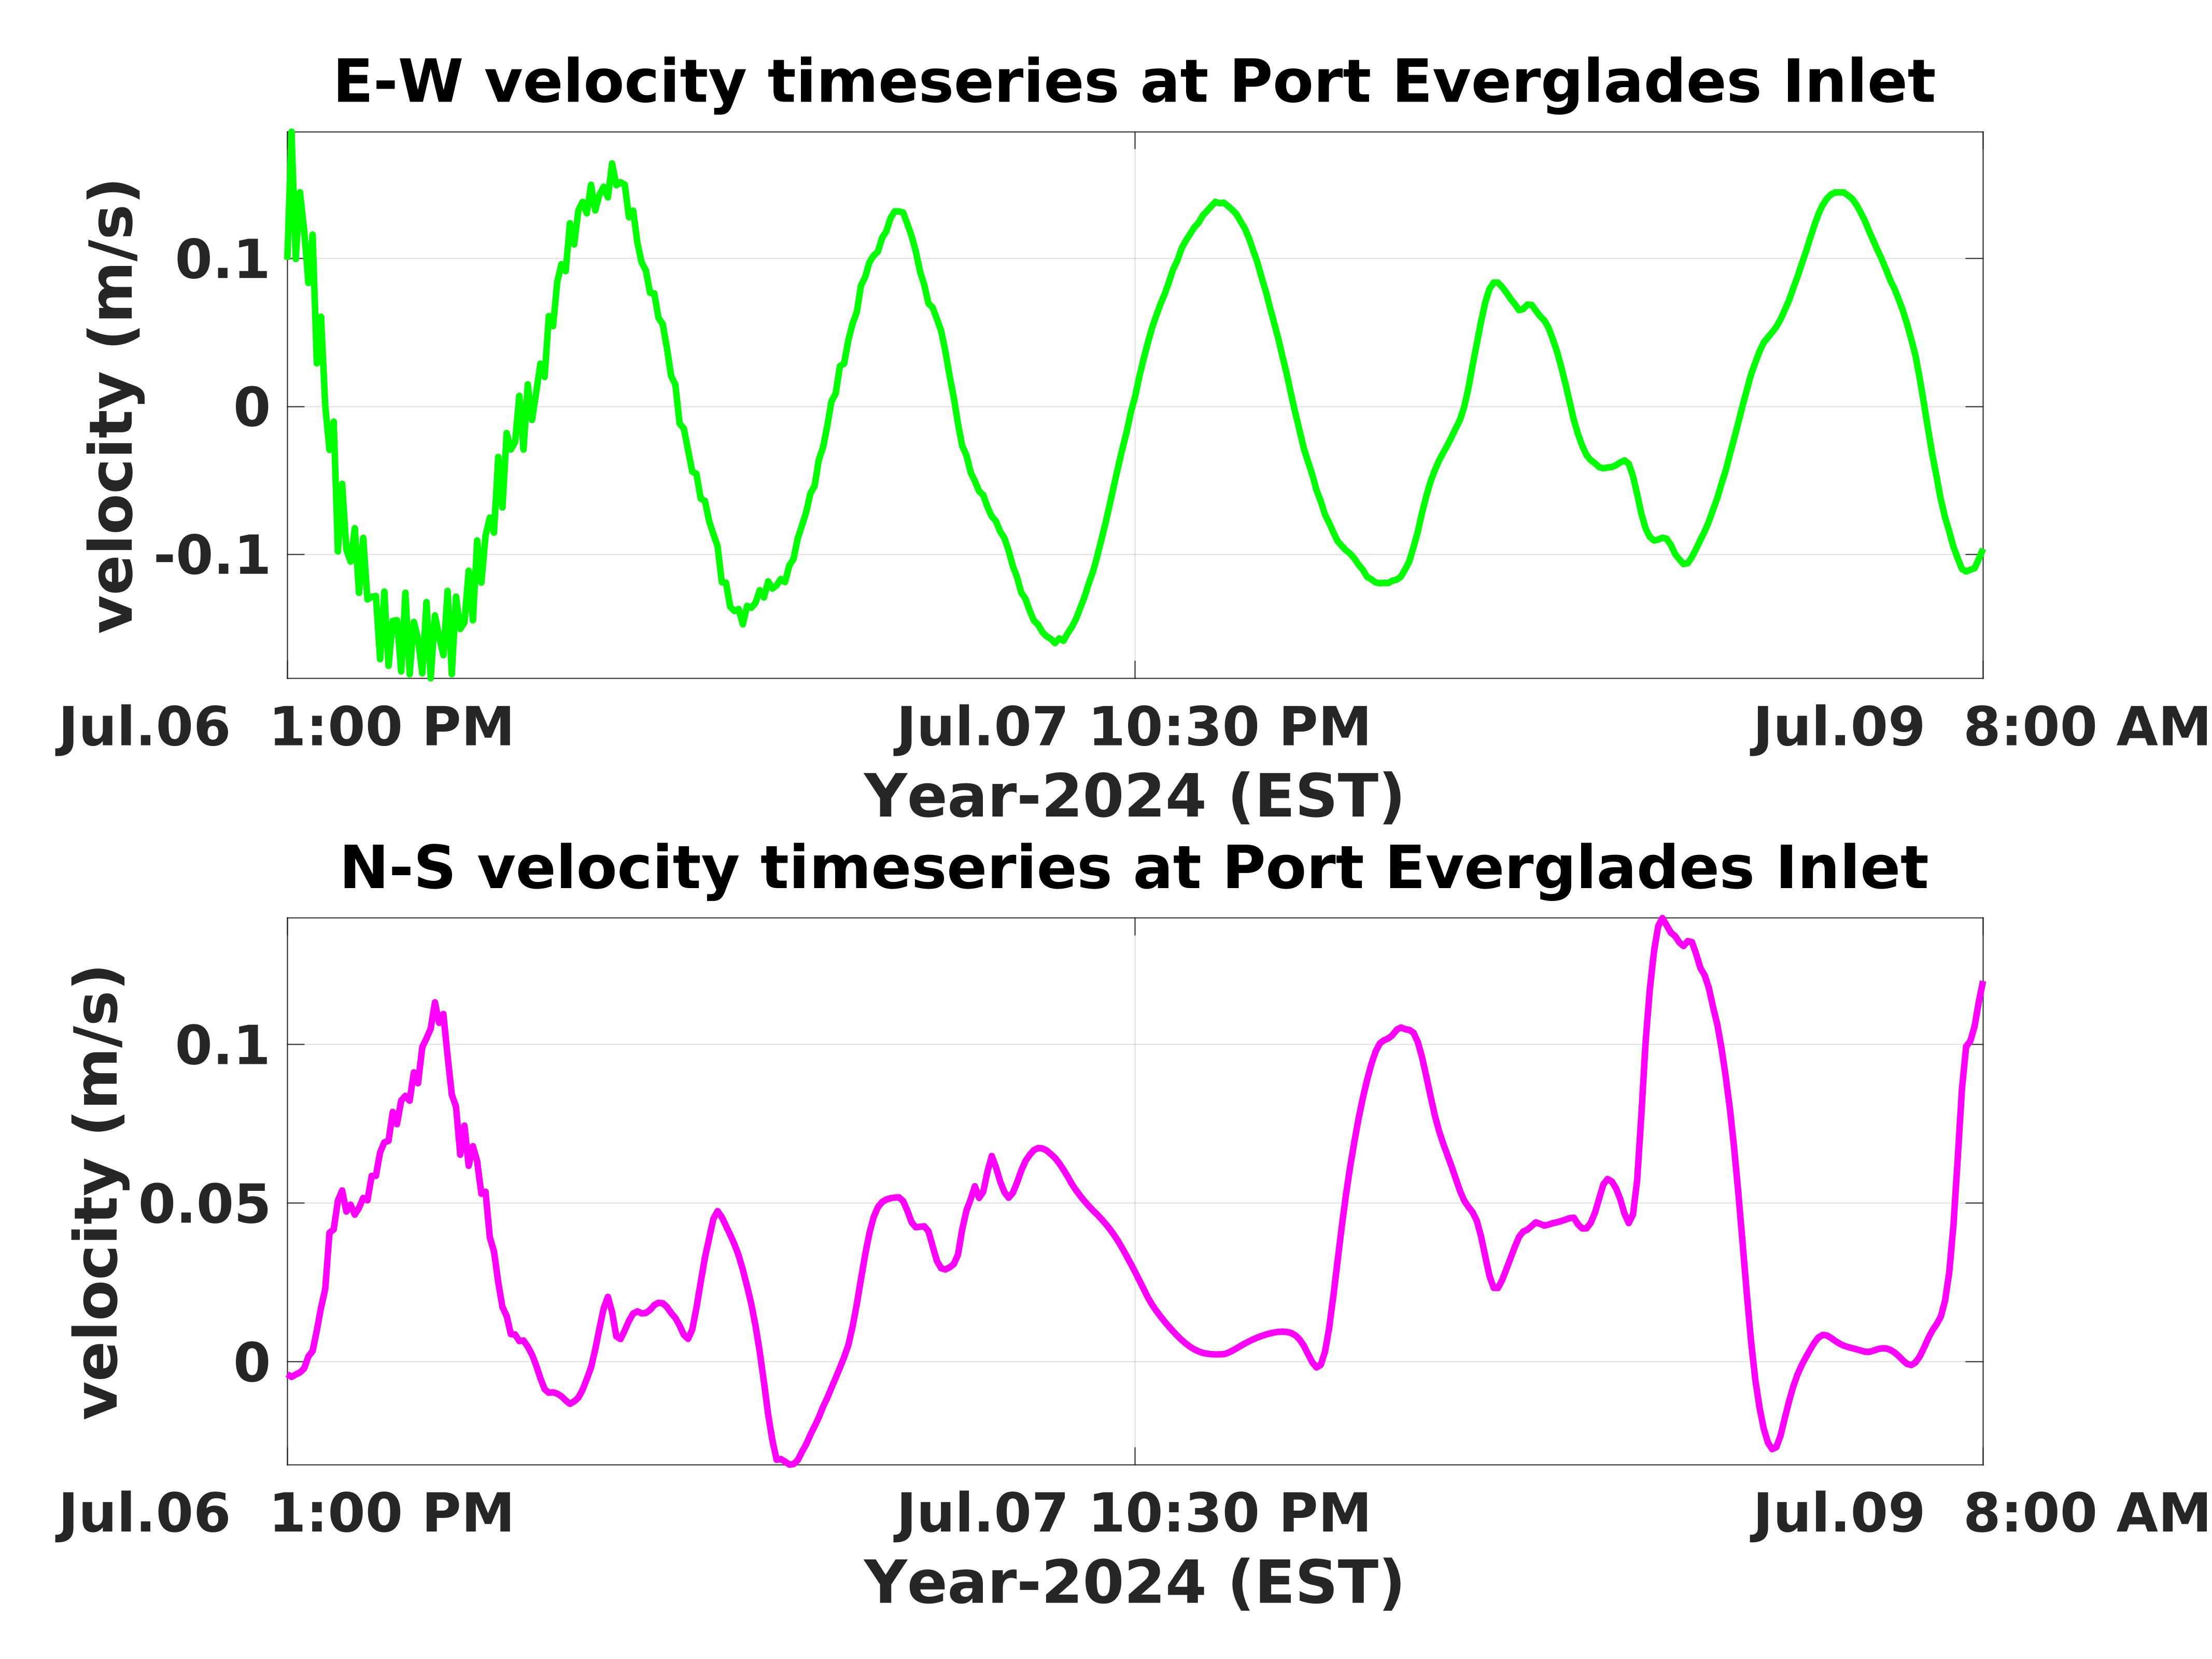 E-W velocity timeseries at Port Everglades Inlet
velocity (m/s)
0.1
0
-0.1
Jul.06  1:00 PM
Jul.07 10:30 PM
Jul.09  8:00 AM
Year-2024 (EST)
N-S velocity timeseries at Port Everglades Inlet
velocity (m/s)
0.1
0.05
0
Jul.06  1:00 PM
Jul.07 10:30 PM
Jul.09  8:00 AM
Year-2024 (EST)